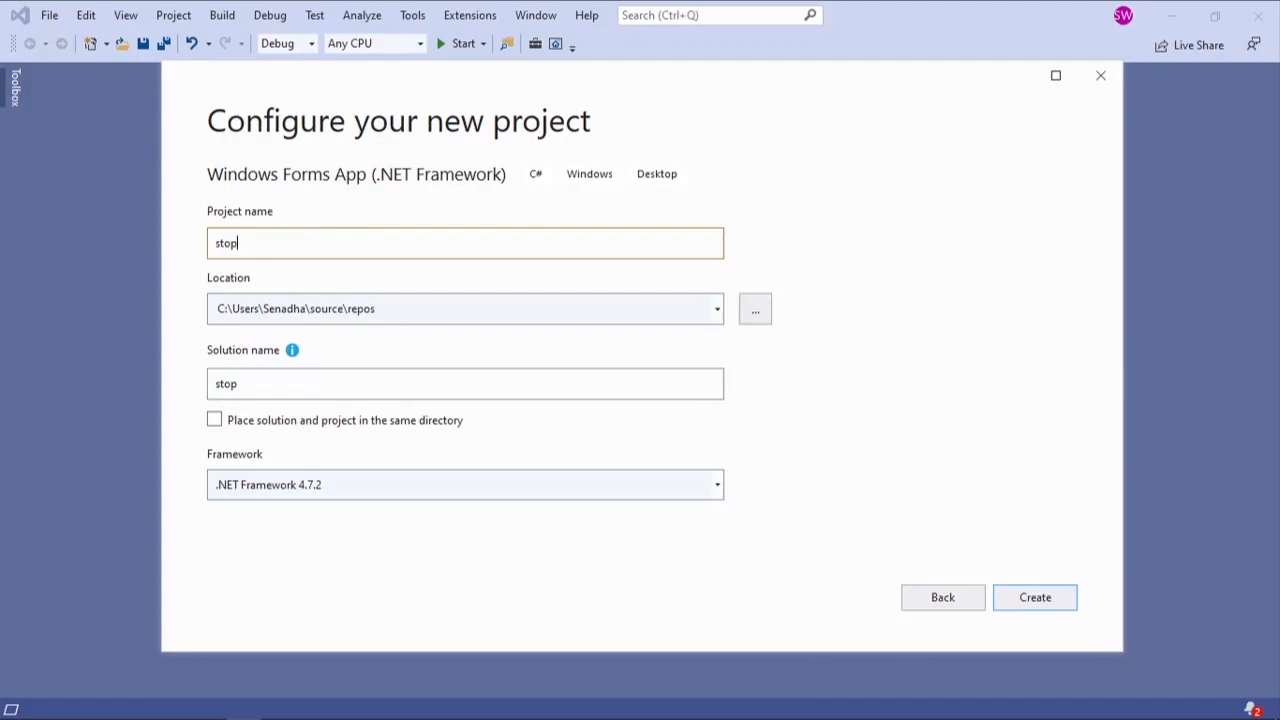 File Edit View Project Build Debug Test Analyze Tools Extensions Window Help Search (Ctrl+Q) SW
Debug Any CPU Start Live Share
Toolbox
Configure your new project
Windows Forms App (.NET Framework) C# Windows Desktop
Project name
stop
Location
C:\Users\Senadha\source\repos
...
Solution name
stop
Place solution and project in the same directory
Framework
.NET Framework 4.7.2
Back Create
2